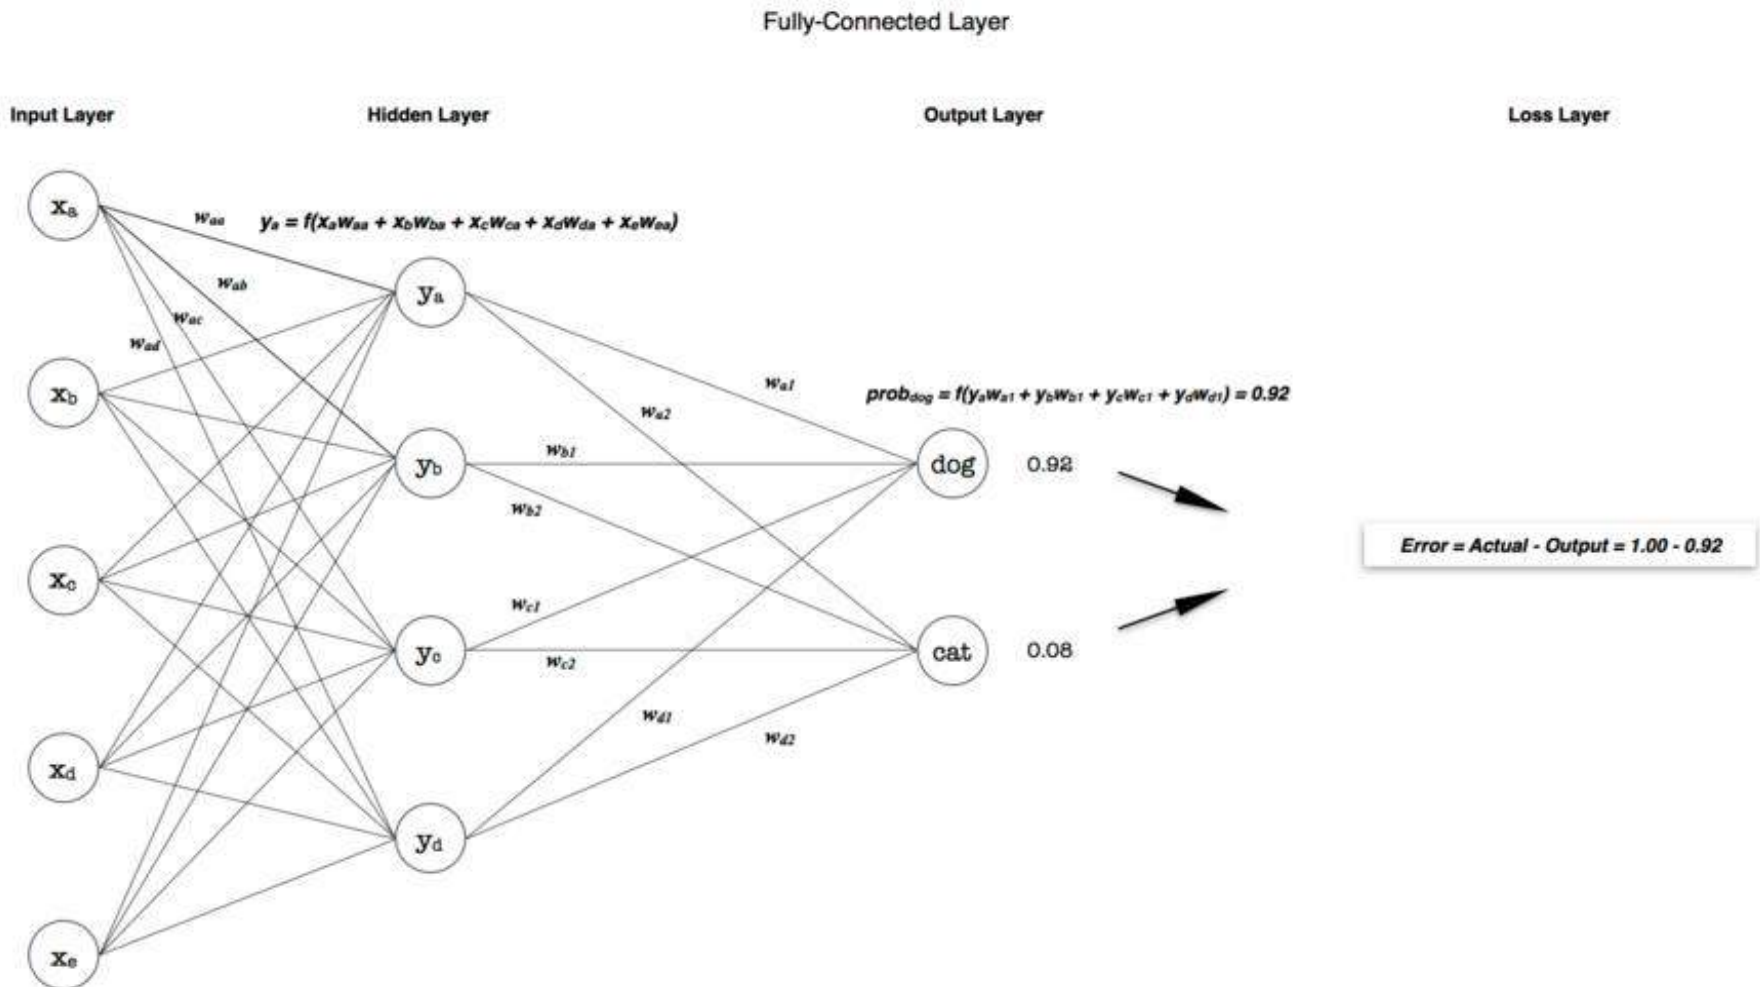 Fully-Connected Layer
Input Layer
Hidden Layer
Output Layer
Loss Layer
xa
waa
ya = f(xawaa + xbwba + xcwca + xdwda + xewea)
wab
ya
wac
wad
xb
wa1
probdog = f(yawa1 + ybwb1 + ycwc1 + ydwd1) = 0.92
wa2
wb1
yb
dog
0.92
wb2
Error = Actual - Output = 1.00 - 0.92
xc
wc1
yc
wc2
cat
0.08
wd1
wd2
xd
yd
xe